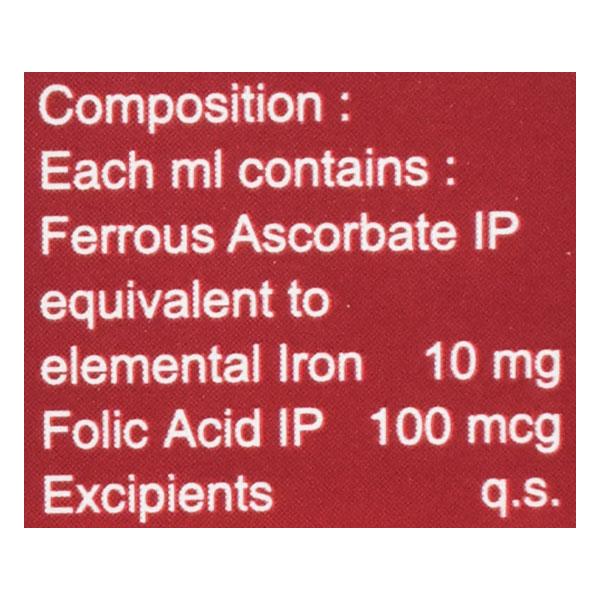 Composition :
Each ml contains :
Ferrous Ascorbate IP
equivalent to
elemental Iron 10 mg
Folic Acid IP 100 mcg
Excipients q.s.